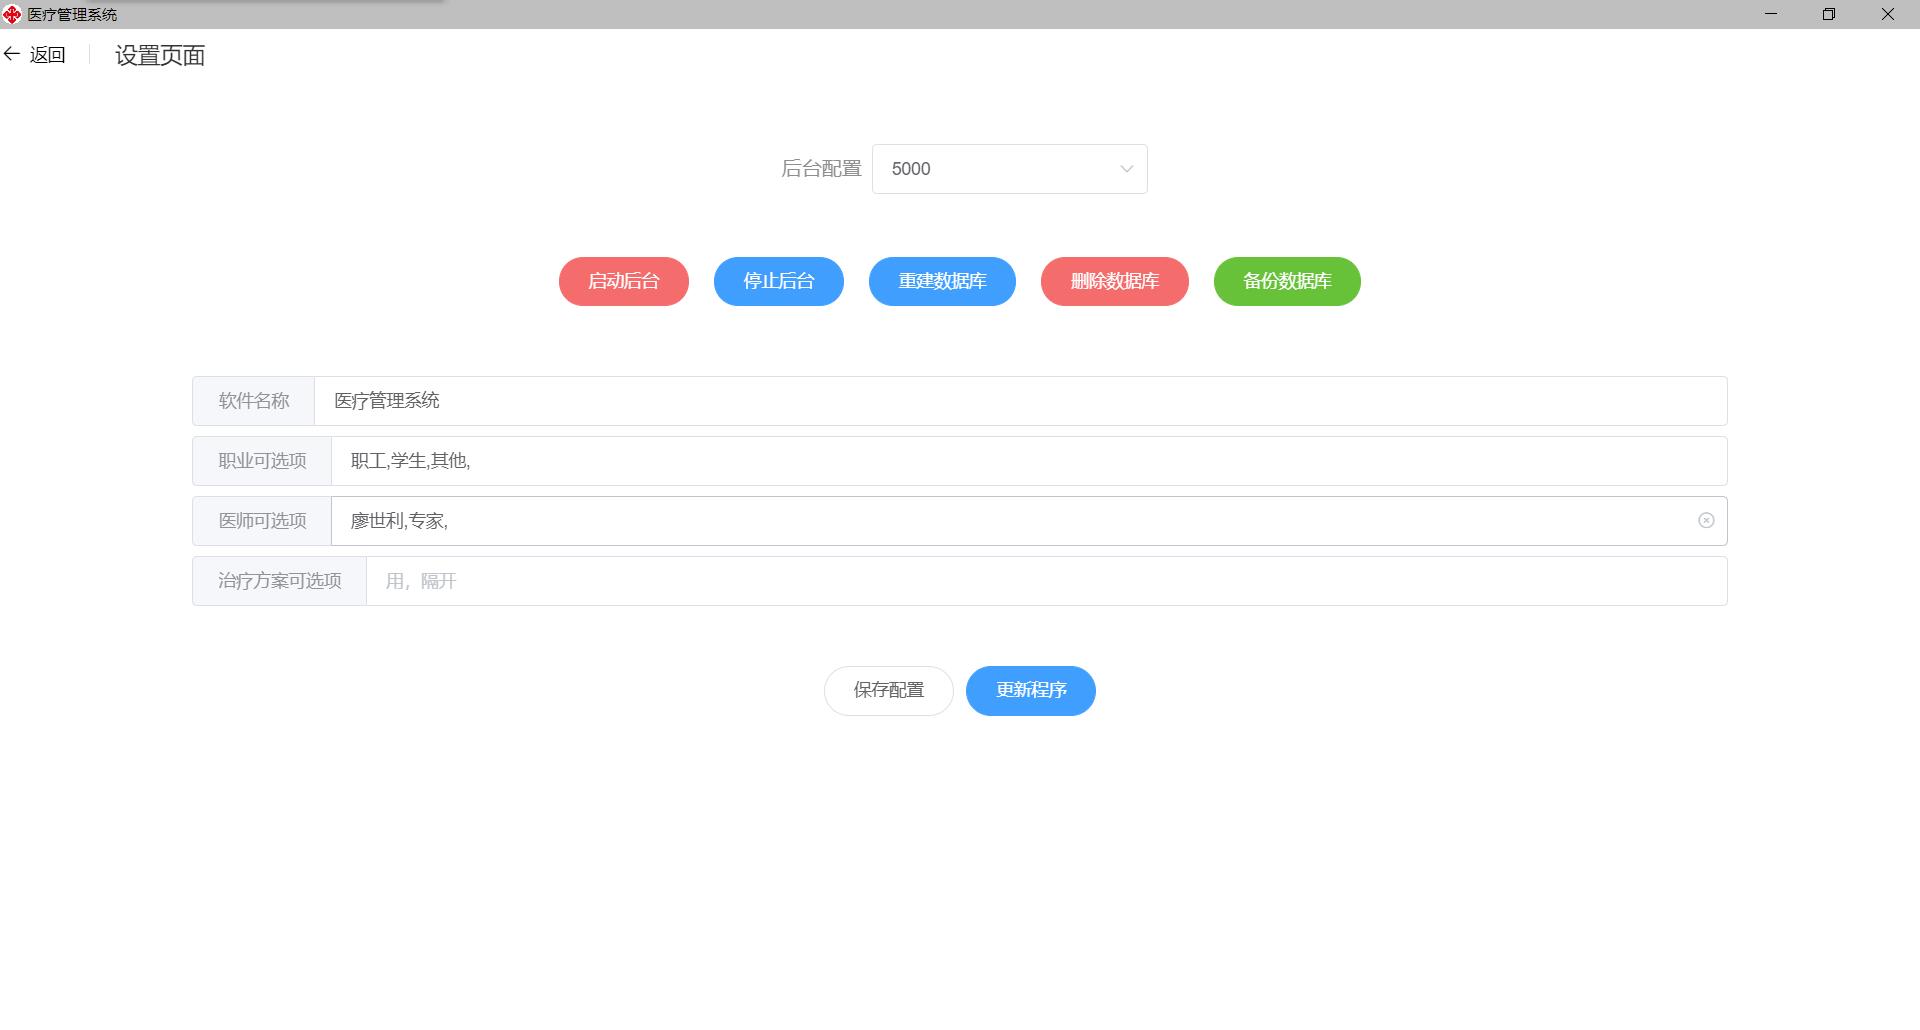 医疗管理系统
返回 设置页面
后台配置 5000
启动后台 停止后台 重建数据库 删除数据库 备份数据库
软件名称 医疗管理系统
职业可选项 职工,学生,其他,
医师可选项 廖世利,专家,
治疗方案可选项 用，隔开
保存配置 更新程序